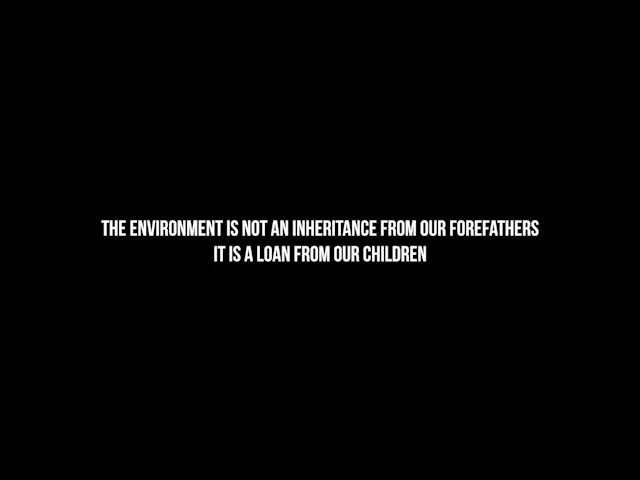 THE ENVIRONMENT IS NOT AN INHERITANCE FROM OUR FOREFATHERS
IT IS A LOAN FROM OUR CHILDREN